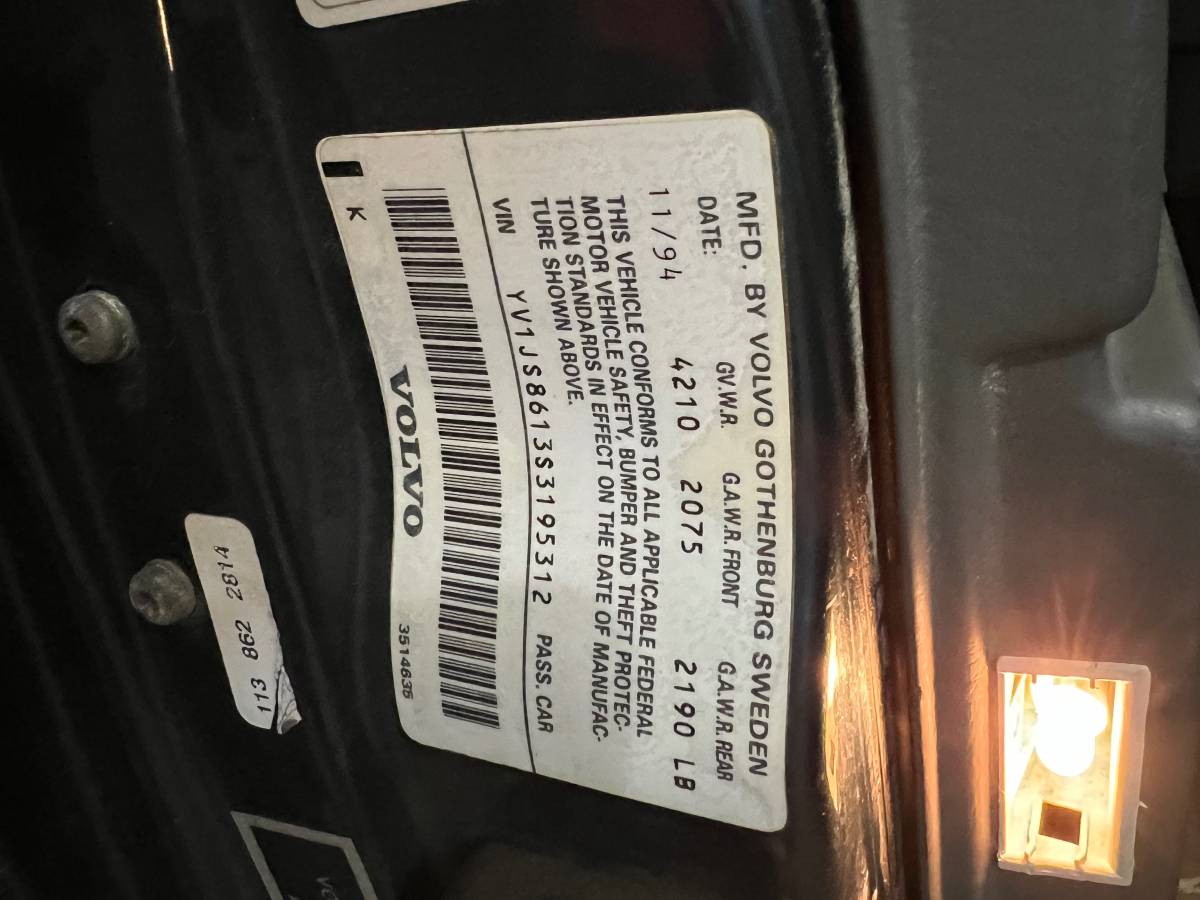 MFD. BY VOLVO GOTHENBURG SWEDEN
DATE: GV.W.R. G.A.W.R. FRONT G.A.W.R. REAR
11/94 4210 2075 2190 LB
THIS VEHICLE CONFORMS TO ALL APPLICABLE FEDERAL
MOTOR VEHICLE SAFETY, BUMPER AND THEFT PROTEC-
TION STANDARDS IN EFFECT ON THE DATE OF MANUFAC-
TURE SHOWN ABOVE.
VIN YV1JS8613S3195312 PASS. CAR
K
VOLVO 3514635
113 862 2814